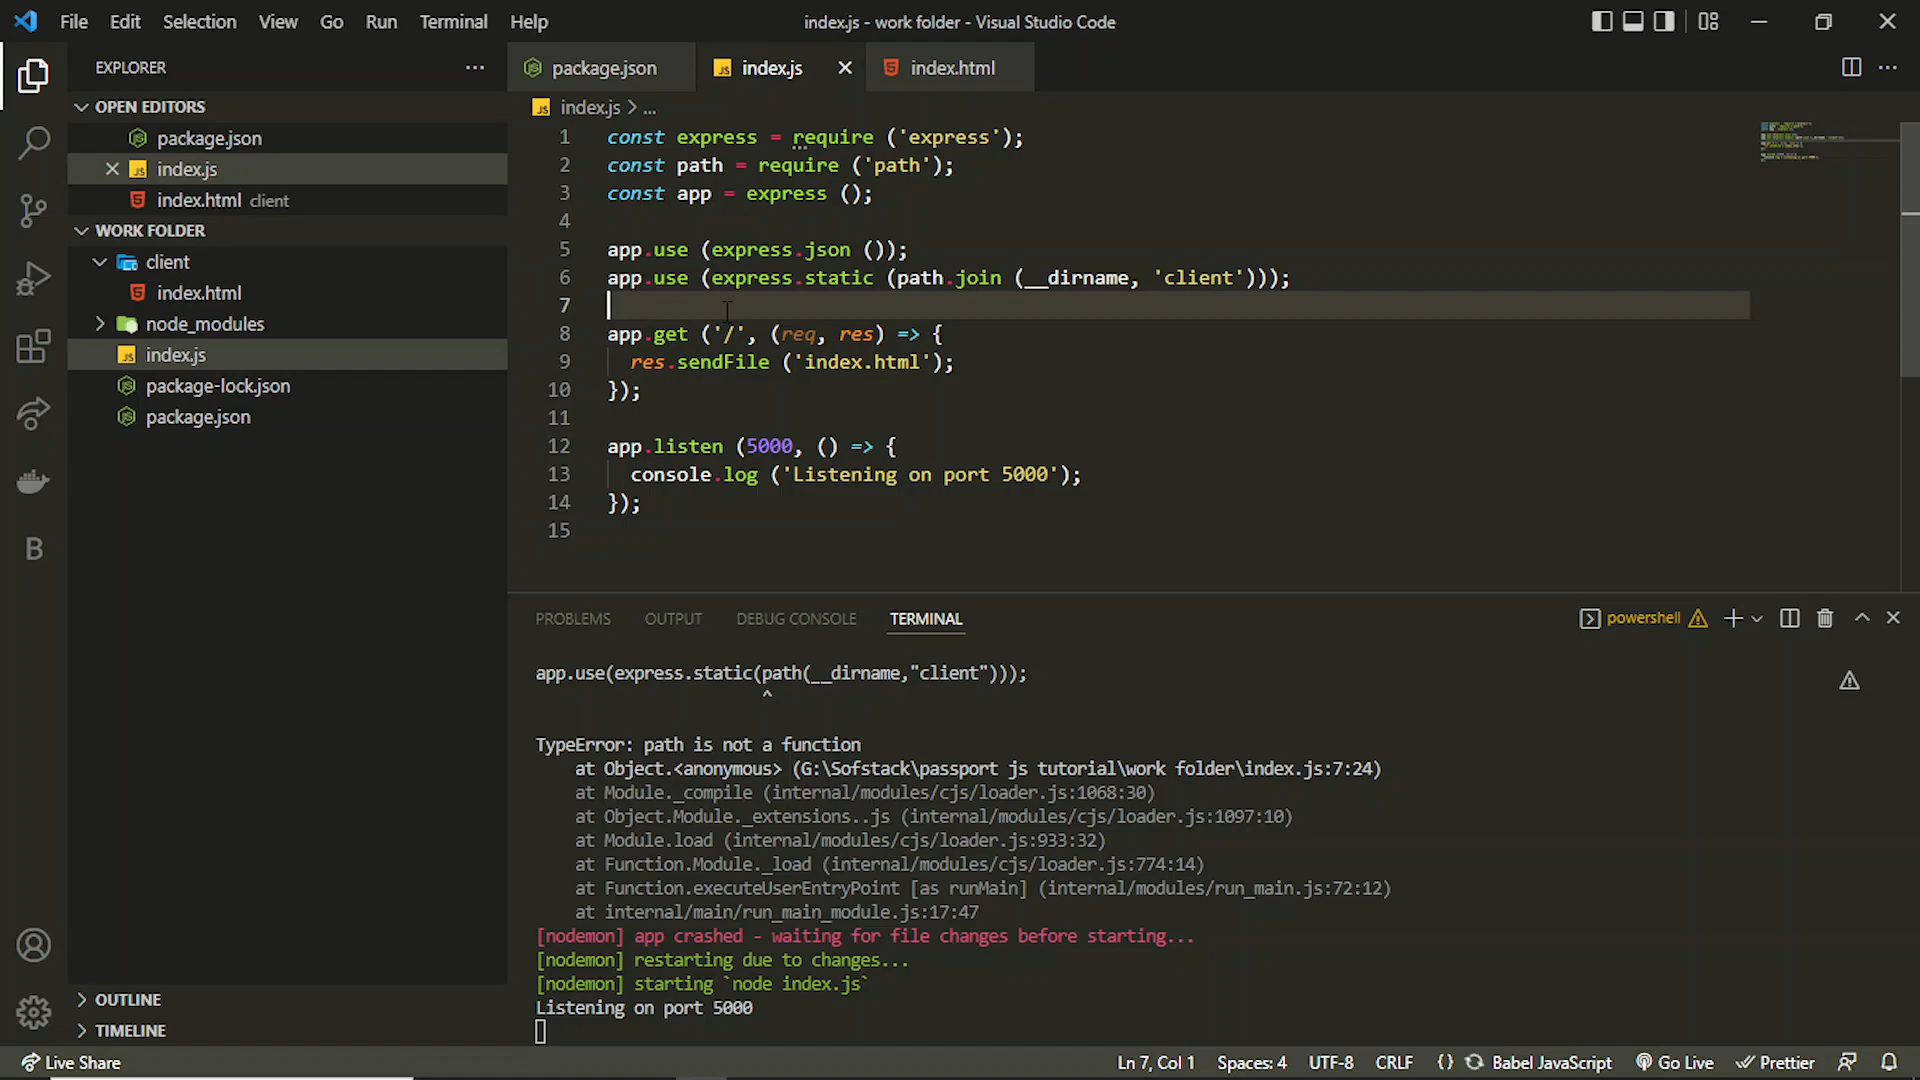 File Edit Selection View Go Run Terminal Help
index.js - work folder - Visual Studio Code
EXPLORER
OPEN EDITORS
package.json
index.js
index.html client
WORK FOLDER
client
index.html
node_modules
index.js
package-lock.json
package.json
OUTLINE
TIMELINE
package.json
index.js
index.html
index.js > ...
1 const express = require ('express');
2 const path = require ('path');
3 const app = express ();
4
5 app.use (express.json ());
6 app.use (express.static (path.join (__dirname, 'client')));
7
8 app.get ('/', (req, res) => {
9 res.sendFile ('index.html');
10 });
11
12 app.listen (5000, () => {
13 console.log ('Listening on port 5000');
14 });
15
PROBLEMS OUTPUT DEBUG CONSOLE TERMINAL
powershell
app.use(express.static(path(__dirname,"client")));
^
TypeError: path is not a function
at Object.<anonymous> (G:\Sofstack\passport js tutorial\work folder\index.js:7:24)
at Module._compile (internal/modules/cjs/loader.js:1068:30)
at Object.Module._extensions..js (internal/modules/cjs/loader.js:1097:10)
at Module.load (internal/modules/cjs/loader.js:933:32)
at Function.Module._load (internal/modules/cjs/loader.js:774:14)
at Function.executeUserEntryPoint [as runMain] (internal/modules/run_main.js:72:12)
at internal/main/run_main_module.js:17:47
[nodemon] app crashed - waiting for file changes before starting...
[nodemon] restarting due to changes...
[nodemon] starting `node index.js`
Listening on port 5000
Live Share
Ln 7, Col 1 Spaces: 4 UTF-8 CRLF {} Babel JavaScript Go Live Prettier